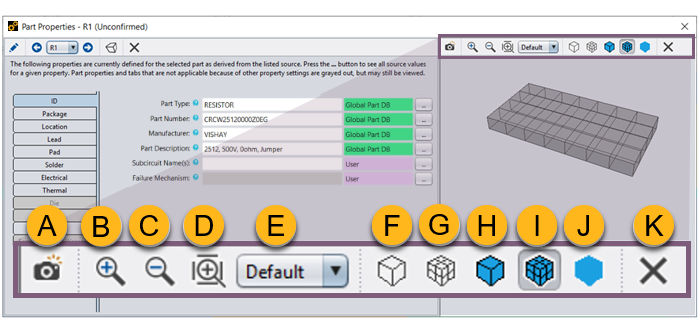 Part Properties - R1 (Unconfirmed)
R1
Default
The following properties are currently defined for the selected part as derived from the listed source. Press the ... button to see all source values
for a given property. Part properties and tabs that are not applicable because of other property settings are grayed out, but may still be viewed.
ID
Package
Location
Lead
Pad
Solder
Electrical
Thermal
Die
Part Type: RESISTOR Global Part DB ...
Part Number: CRCW25120000Z0EG Global Part DB ...
Manufacturer: VISHAY Global Part DB ...
Part Description: 2512, 500V, 0ohm, Jumper Global Part DB ...
Subcircuit Name(s): User ...
Failure Mechanism: User ...
A B C D E F G H I J K
Default